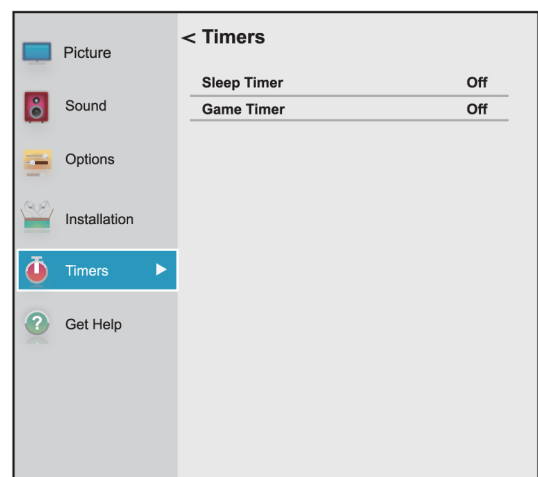 Picture
Sound
Options
Installation
Timers
Get Help
< Timers
Sleep Timer Off
Game Timer Off